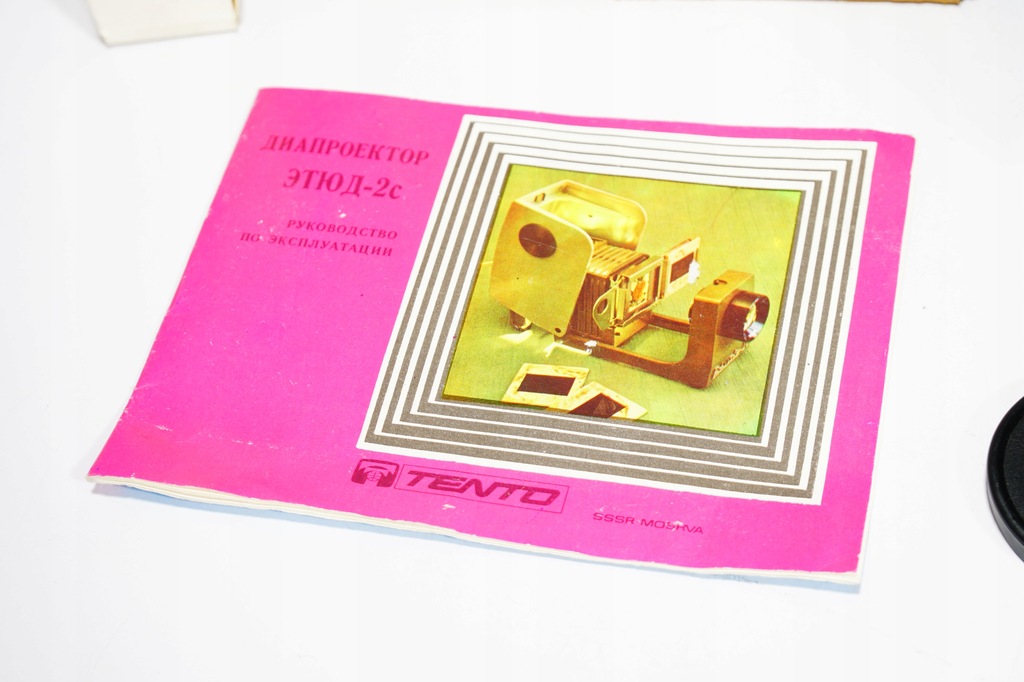 ДИАПРОЕКТОР
ЭТЮД-2с
РУКОВОДСТВО
ПО ЭКСПЛУАТАЦИИ
TENTO
SSSR MOSKVA